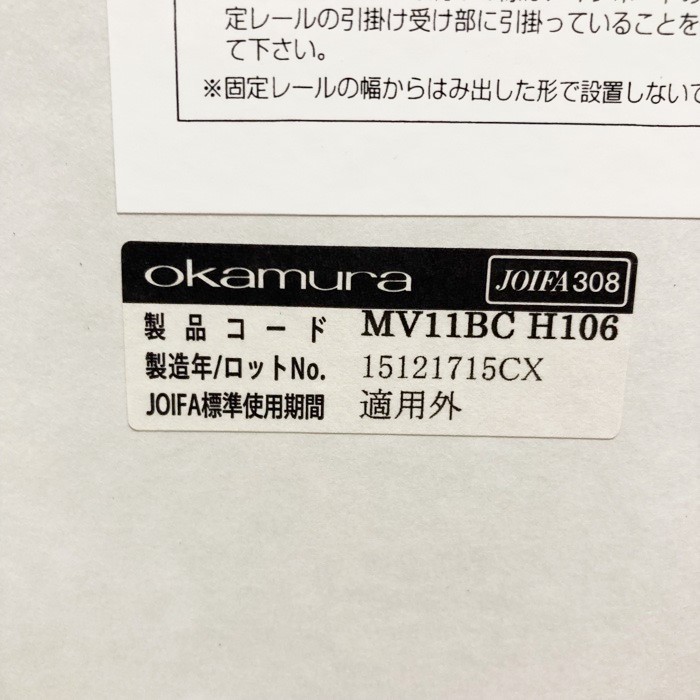 定レールの引掛け受け部に引掛っていることを
て下さい。
※固定レールの幅からはみ出した形で設置しないで
okamura JOIFA308
製品コード MV11BC H106
製造年/ロットNo. 15121715CX
JOIFA標準使用期間 適用外